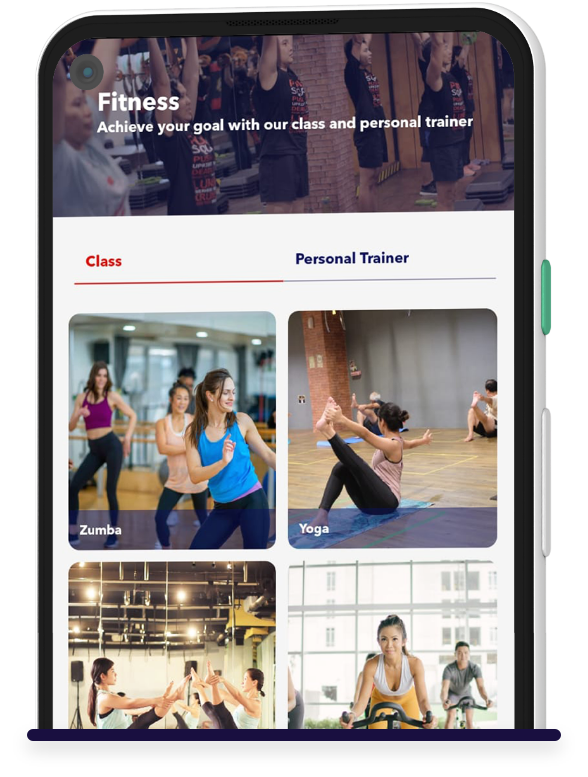 Fitness
Achieve your goal with our class and personal trainer
Class
Personal Trainer
Zumba
Yoga